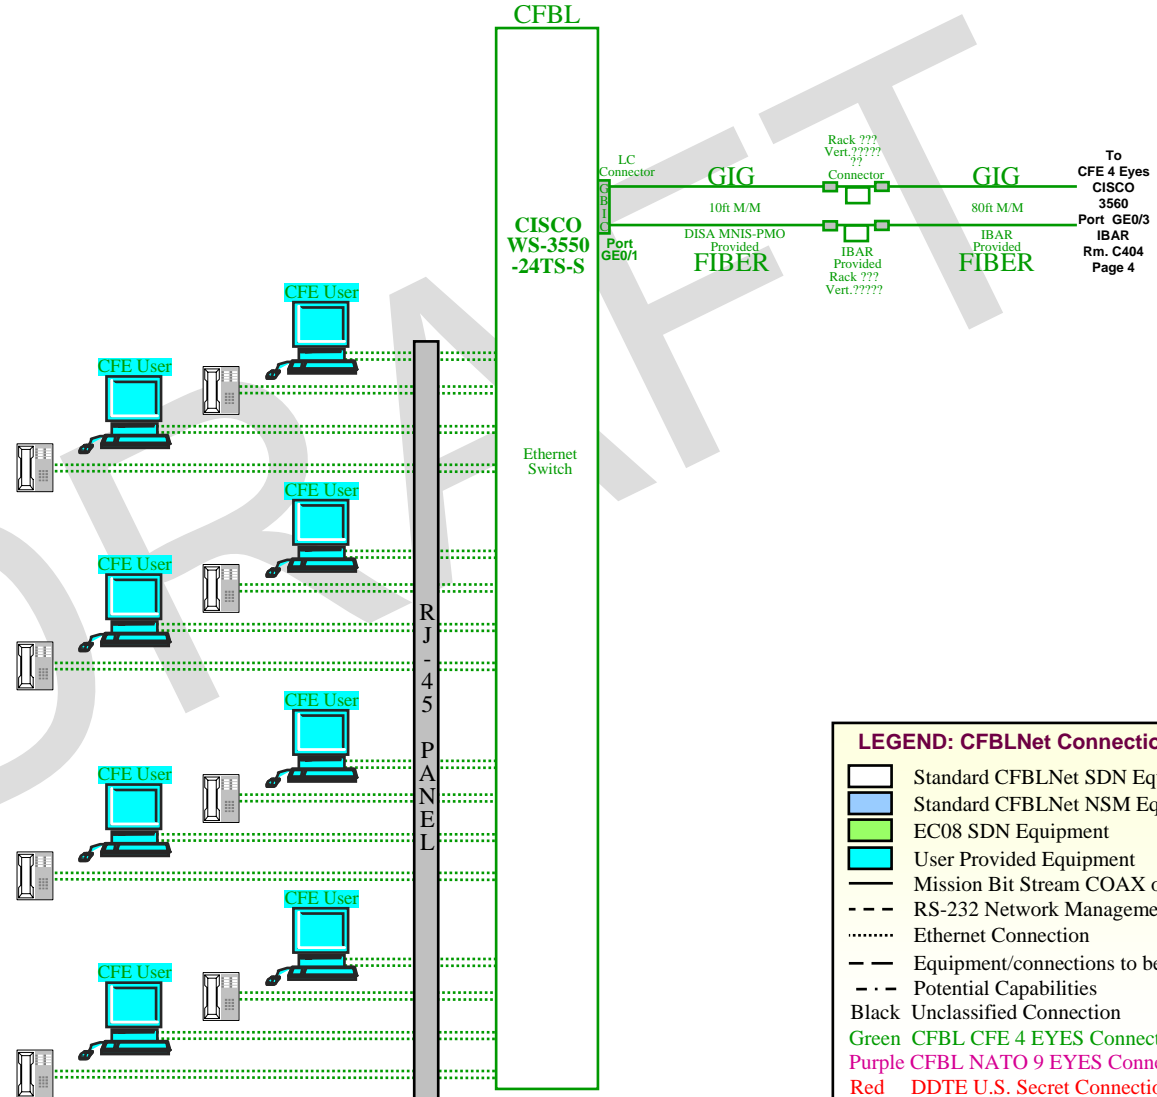 CFBL
DRAFT
Rack ???
Vert.?????
??
Connector
LC
Connector
GIG
GIG
10ft M/M
80ft M/M
G
B
I
C
DISA MNIS-PMO
Provided
FIBER
IBAR
Provided
FIBER
Port
GE0/1
IBAR
Provided
Rack ???
Vert.?????
To
CFE 4 Eyes
CISCO
3560
Port GE0/3
IBAR
Rm. C404
Page 4
CISCO
WS-3550
-24TS-S
Ethernet
Switch
CFE User
CFE User
CFE User
CFE User
CFE User
CFE User
CFE User
CFE User
R
J
-
4
5
P
A
N
E
L
LEGEND: CFBLNet Connectio
Standard CFBLNet SDN Equ
Standard CFBLNet NSM Eq
EC08 SDN Equipment
User Provided Equipment
Mission Bit Stream COAX o
RS-232 Network Manageme
Ethernet Connection
Equipment/connections to be
Potential Capabilities
Black Unclassified Connection
Green CFBL CFE 4 EYES Connect
Purple CFBL NATO 9 EYES Conne
Red DDTE U.S. Secret Connectio